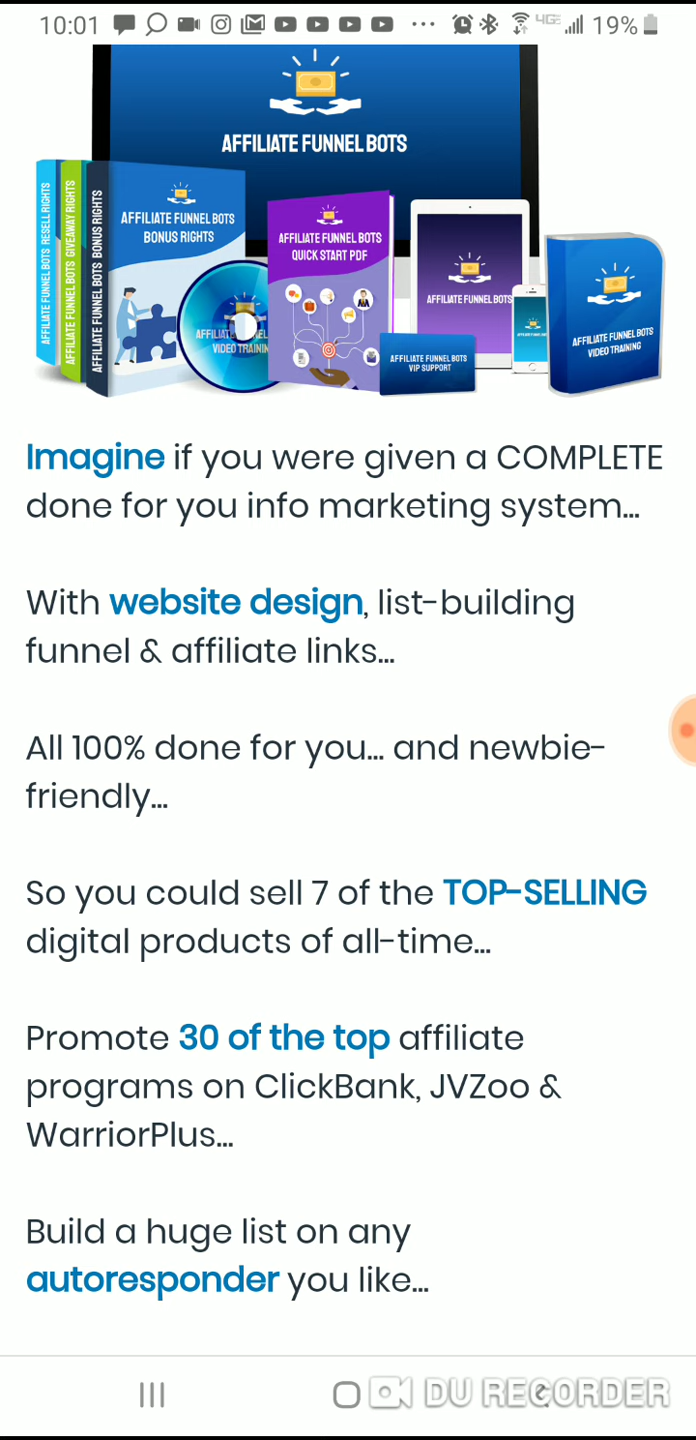 10:01
4GE
19%
AFFILIATE FUNNEL BOTS
AFFILIATE FUNNEL BOTS RESELL RIGHTS
AFFILIATE FUNNEL BOTS GIVEAWAY RIGHTS
AFFILIATE FUNNEL BOTS BONUS RIGHTS
AFFILIATE FUNNEL BOTS
BONUS RIGHTS
VIDEO
AFFILIATE FUNNEL BOTS
QUICK START PDF
AFFILIATE FUNNEL BOTS
VIP SUPPORT
AFFILIATE FUNNEL BOTS
AFFILIATE FUNNEL BOTS
VIDEO TRAINING
Imagine if you were given a COMPLETE
done for you info marketing system...
With website design, list-building
funnel & affiliate links...
All 100% done for you... and newbie-
friendly...
So you could sell 7 of the TOP-SELLING
digital products of all-time...
Promote 30 of the top affiliate
programs on ClickBank, JVZoo &
WarriorPlus...
Build a huge list on any
autoresponder you like...
DU RECORDER